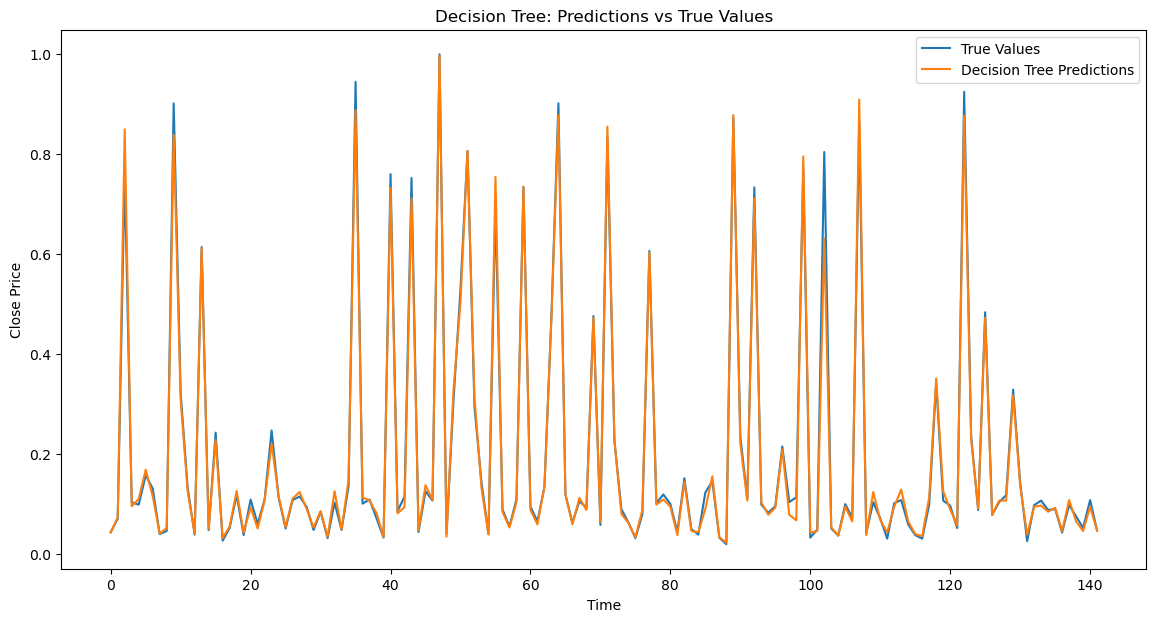 Decision Tree: Predictions vs True Values
True Values
Decision Tree Predictions
Close Price
1.0
0.8
0.6
0.4
0.2
0.0
0 20 40 60 80 100 120 140
Time